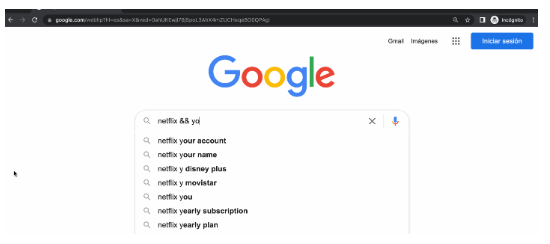 Incógnito
Gmail Imágenes Iniciar sesión
Google
netflix && yo
netflix your account
netflix your name
netflix y disney plus
netflix y movistar
netflix you
netflix yearly subscription
netflix yearly plan